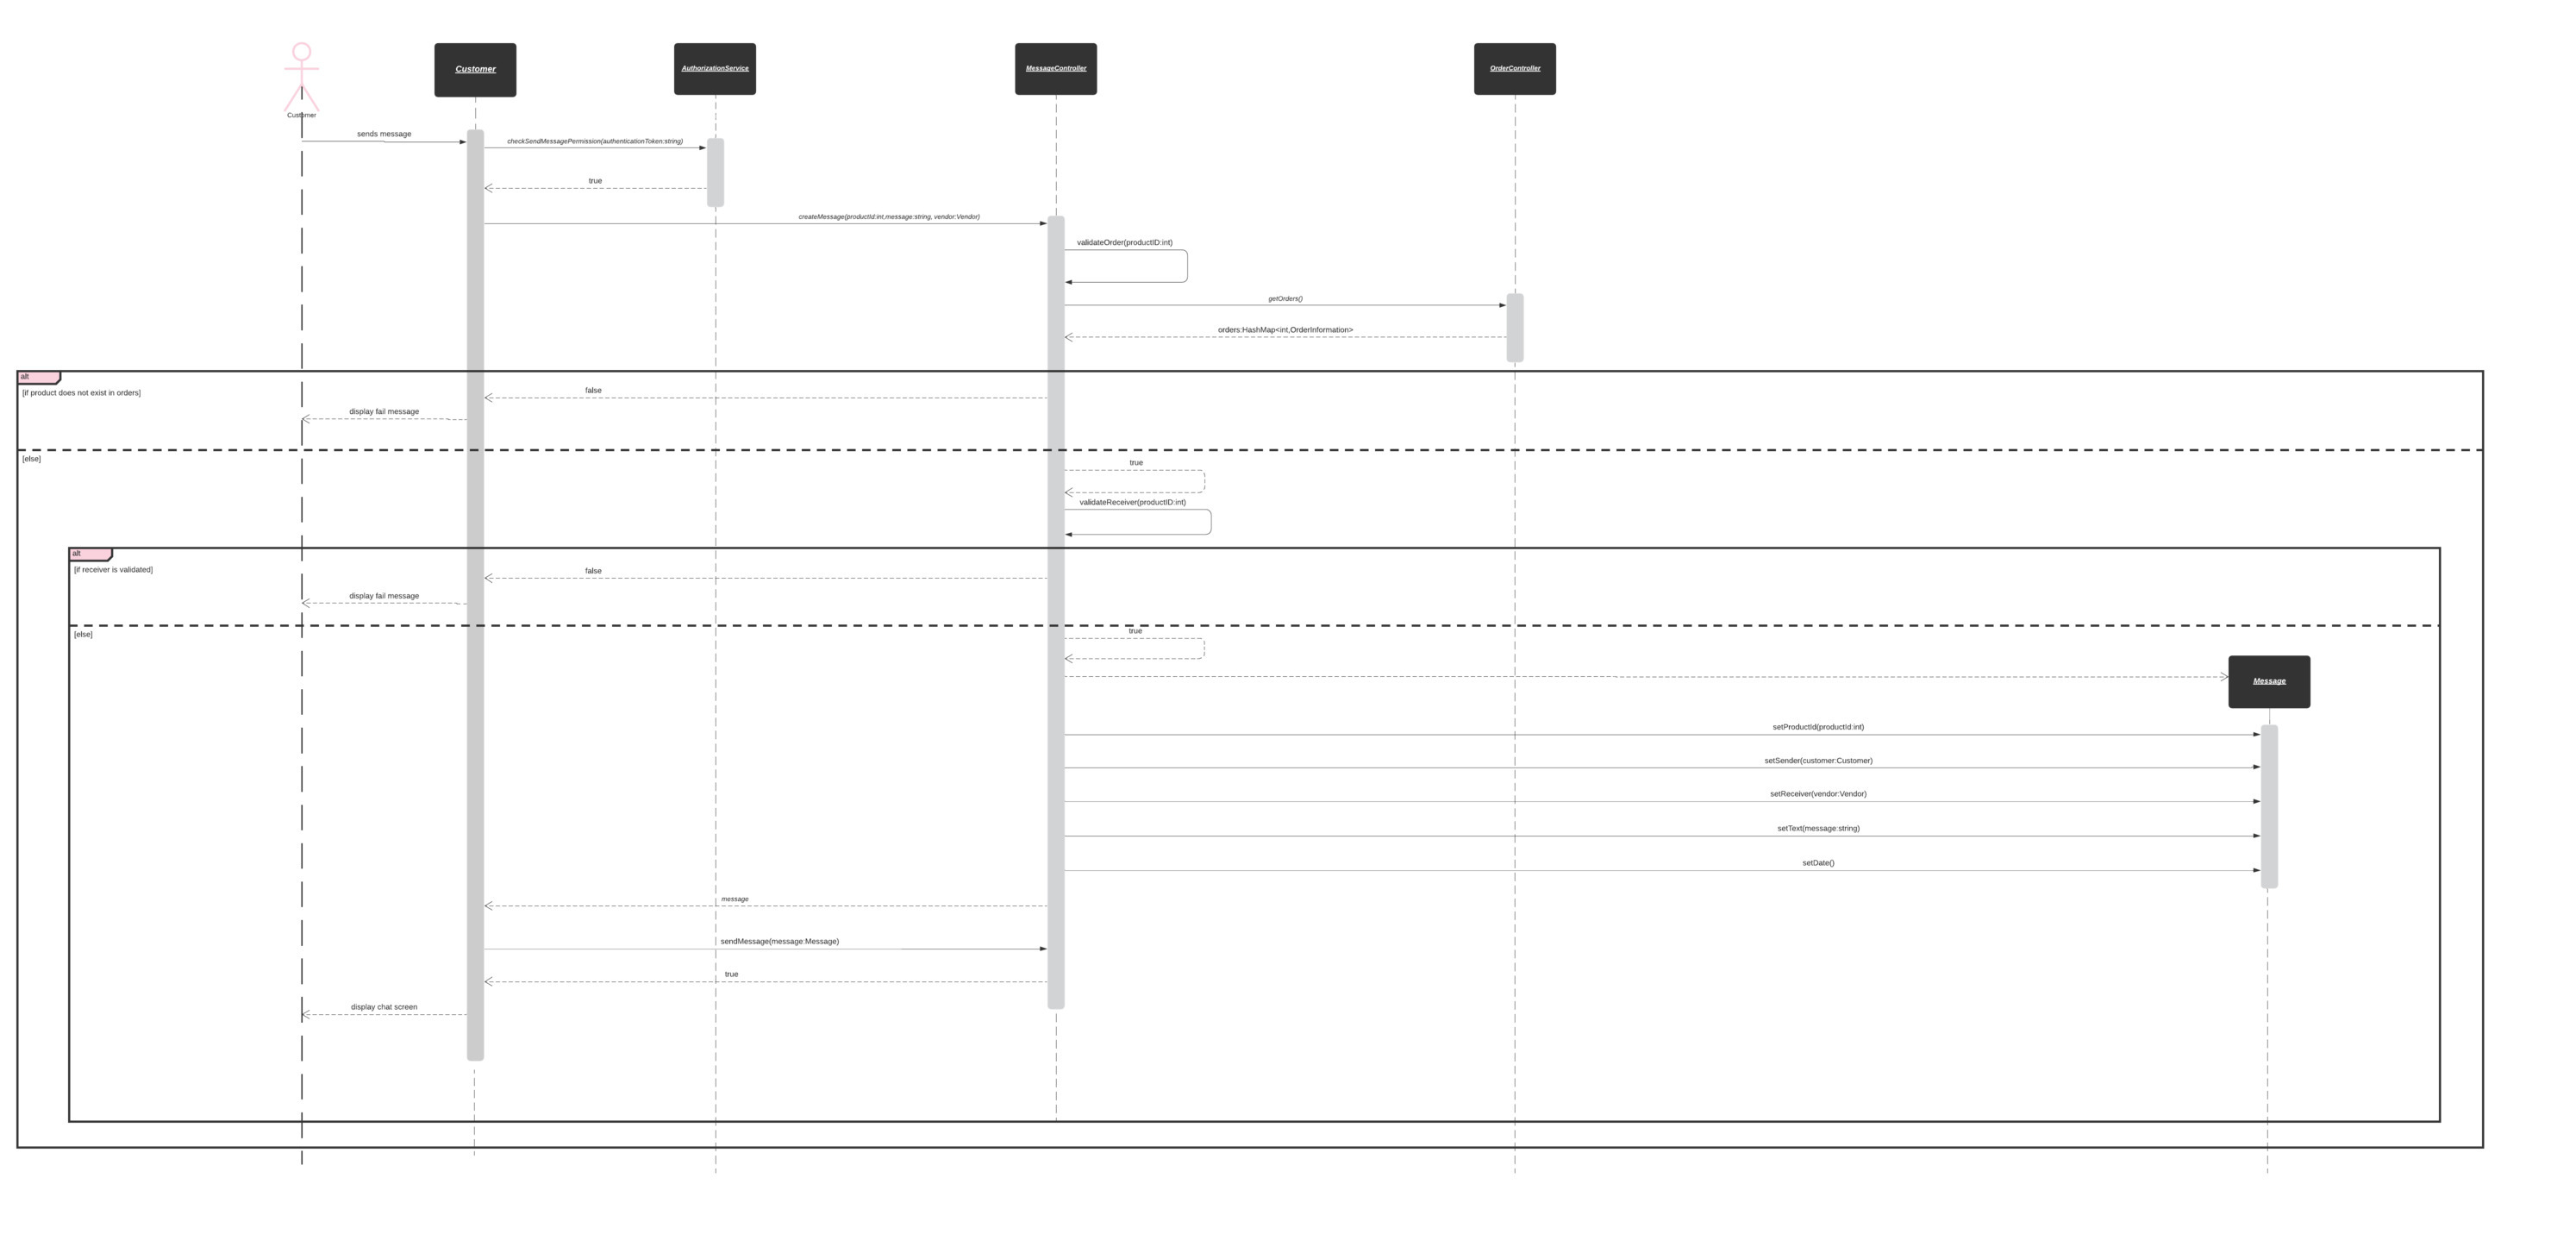 Customer
AuthorizationService
MessageController
OrderController
Customer
sends message
checkSendMessagePermission(authenticationToken:string)
true
createMessage(productId:int,message:string, vendor:Vendor)
validateOrder(productID:int)
getOrders()
orders:HashMap<int,OrderInformation>
alt
[if product does not exist in orders]
false
display fail message
[else]
true
validateReceiver(productID:int)
alt
[if receiver is validated]
false
display fail message
[else]
true
Message
setProductId(productId:int)
setSender(customer:Customer)
setReceiver(vendor:Vendor)
setText(message:string)
setDate()
message
sendMessage(message:Message)
true
display chat screen